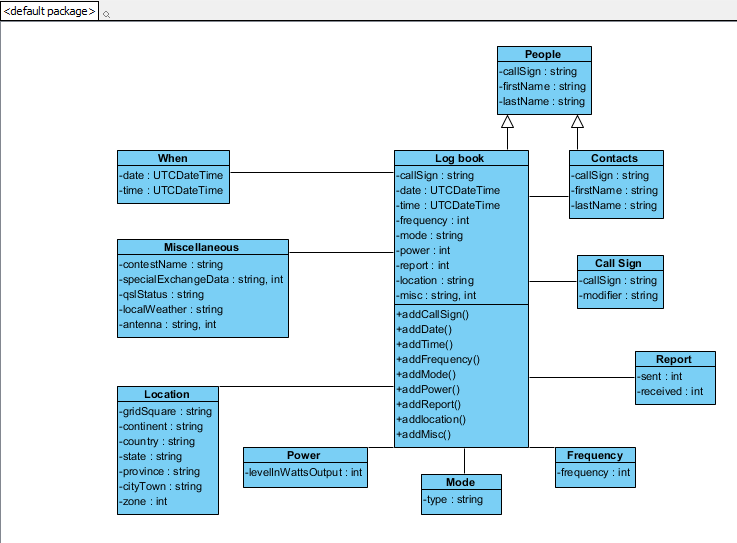 <default package>
People
-callSign : string
-firstName : string
-lastName : string
When
-date : UTCDateTime
-time : UTCDateTime
Log book
-callSign : string
-date : UTCDateTime
-time : UTCDateTime
-frequency : int
-mode : string
-power : int
-report : int
-location : string
-misc : string, int
+addCallSign()
+addDate()
+addTime()
+addFrequency()
+addMode()
+addPower()
+addReport()
+addlocation()
+addMisc()
Contacts
-callSign : string
-firstName : string
-lastName : string
Miscellaneous
-contestName : string
-specialExchangeData : string, int
-qslStatus : string
-localWeather : string
-antenna : string, int
Call Sign
-callSign : string
-modifier : string
Report
-sent : int
-received : int
Location
-gridSquare : string
-continent : string
-country : string
-state : string
-province : string
-cityTown : string
-zone : int
Power
-levelInWattsOutput : int
Mode
-type : string
Frequency
-frequency : int